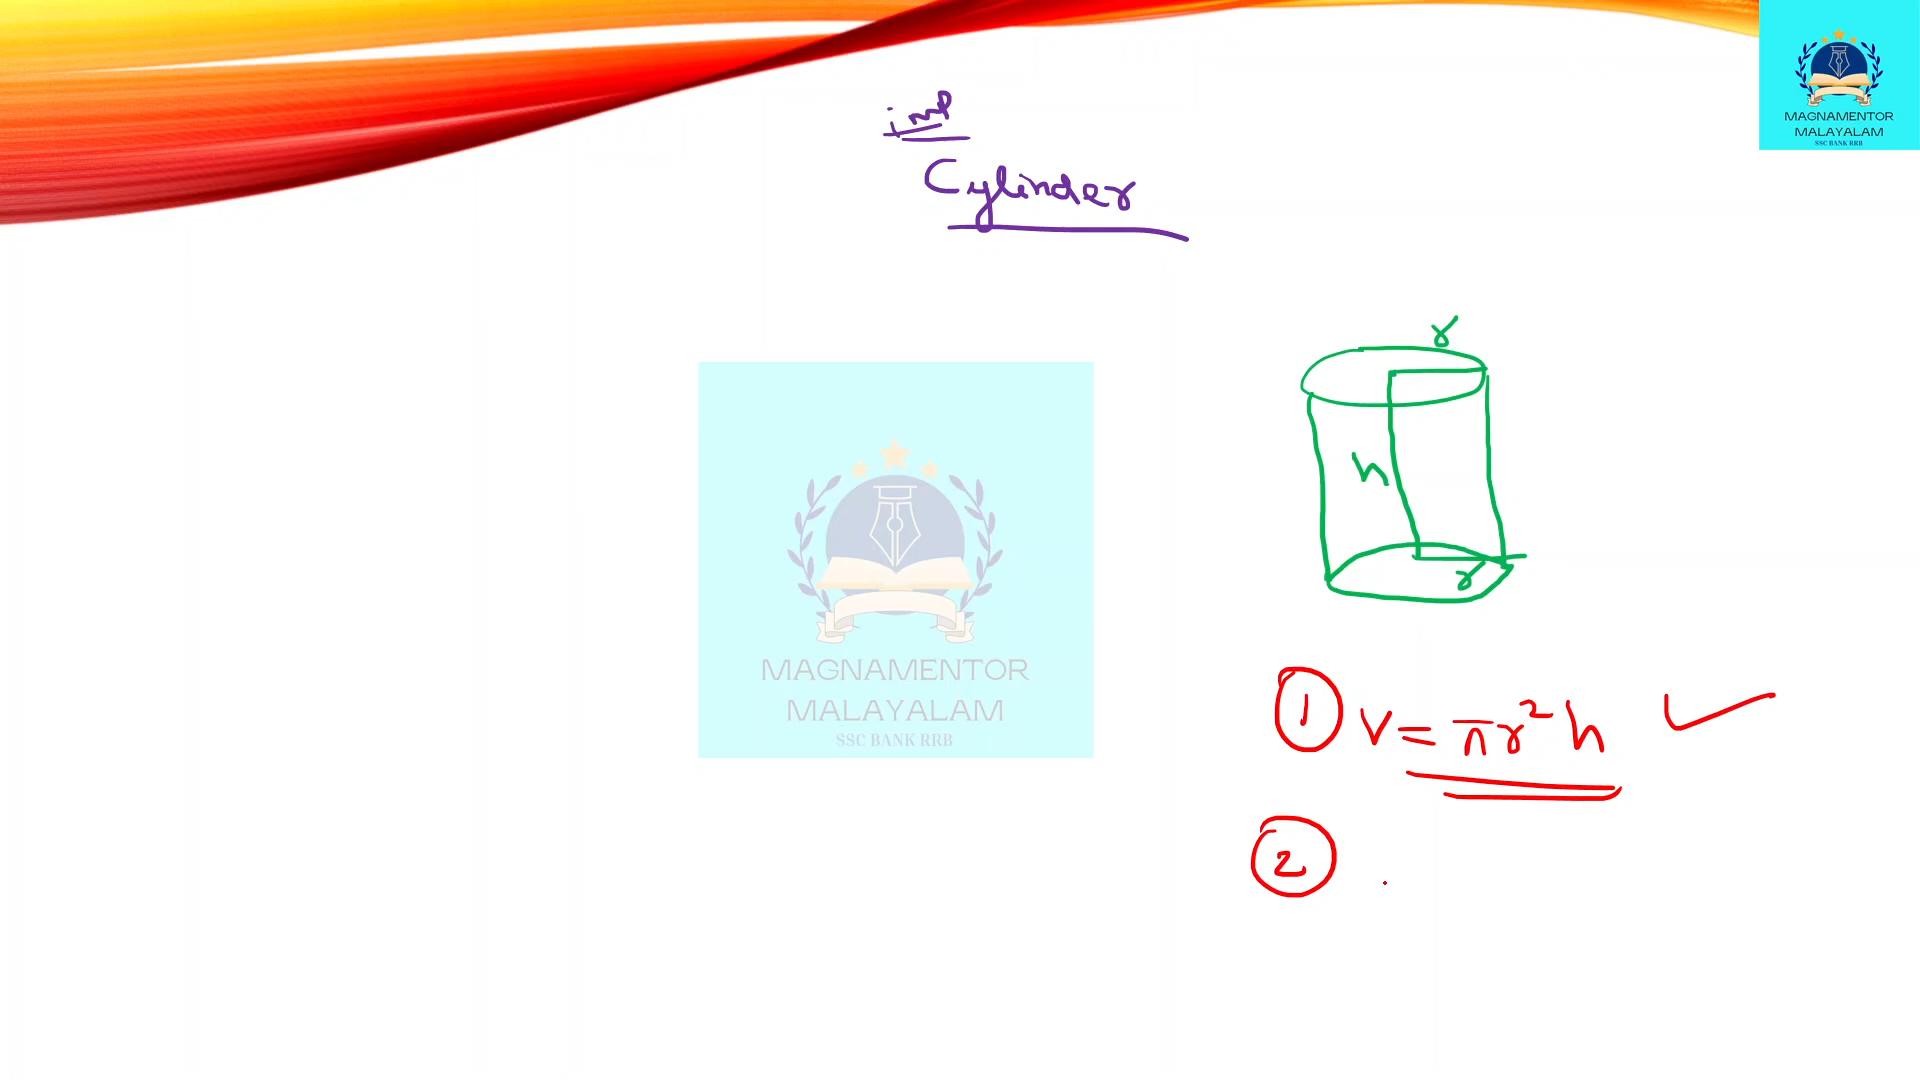 MAGNAMENTOR
MALAYALAM
SSC BANK RRB
imp
Cylinder
r
h
r
MAGNAMENTOR
MALAYALAM
SSC BANK RRB
① V = πr²h ✓
②